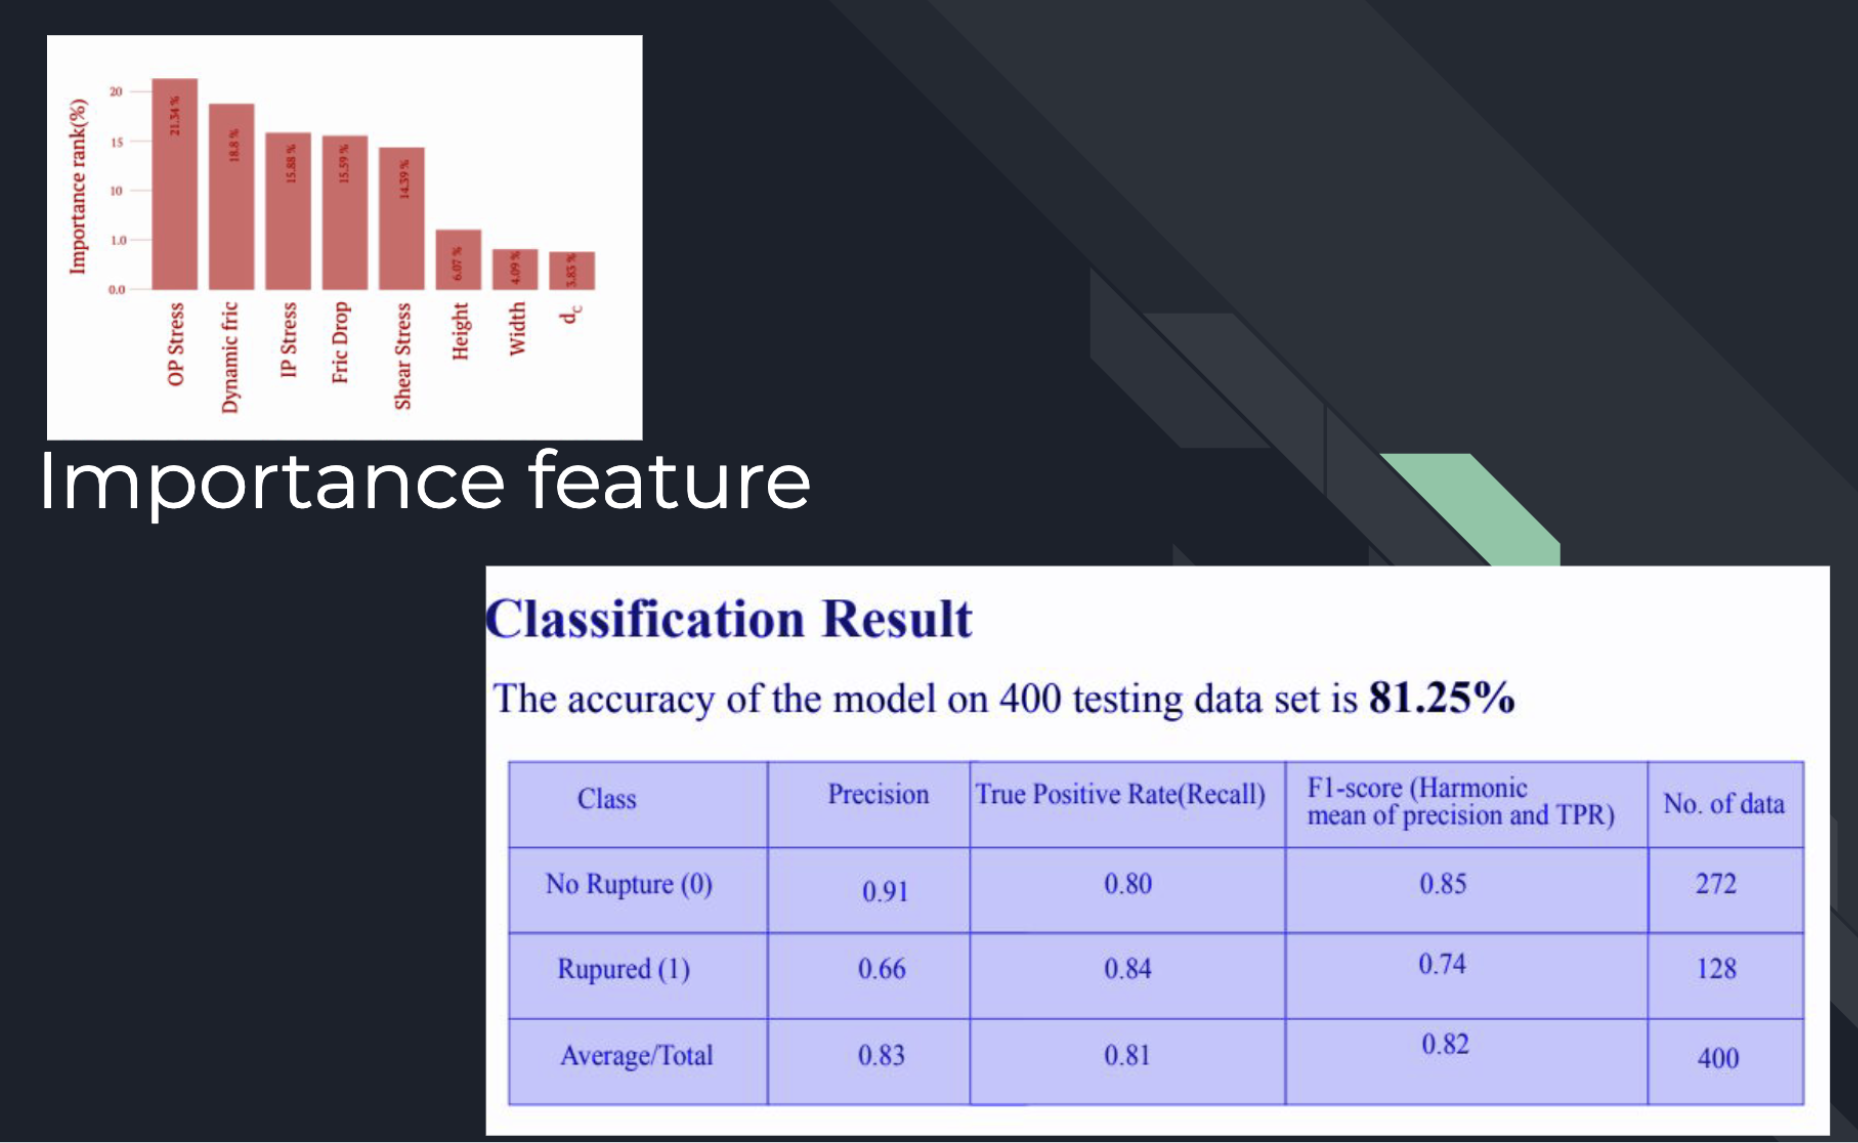 Importance rank(%)
20
15
10
1.0
0.0
21.34 %
18.8 %
15.88 %
15.59 %
14.39 %
6.07 %
4.09 %
3.83 %
OP Stress
Dynamic fric
IP Stress
Fric Drop
Shear Stress
Height
Width
dc
Importance feature
Classification Result
The accuracy of the model on 400 testing data set is 81.25%
Class Precision True Positive Rate(Recall) F1-score (Harmonic mean of precision and TPR) No. of data
No Rupture (0) 0.91 0.80 0.85 272
Rupured (1) 0.66 0.84 0.74 128
Average/Total 0.83 0.81 0.82 400